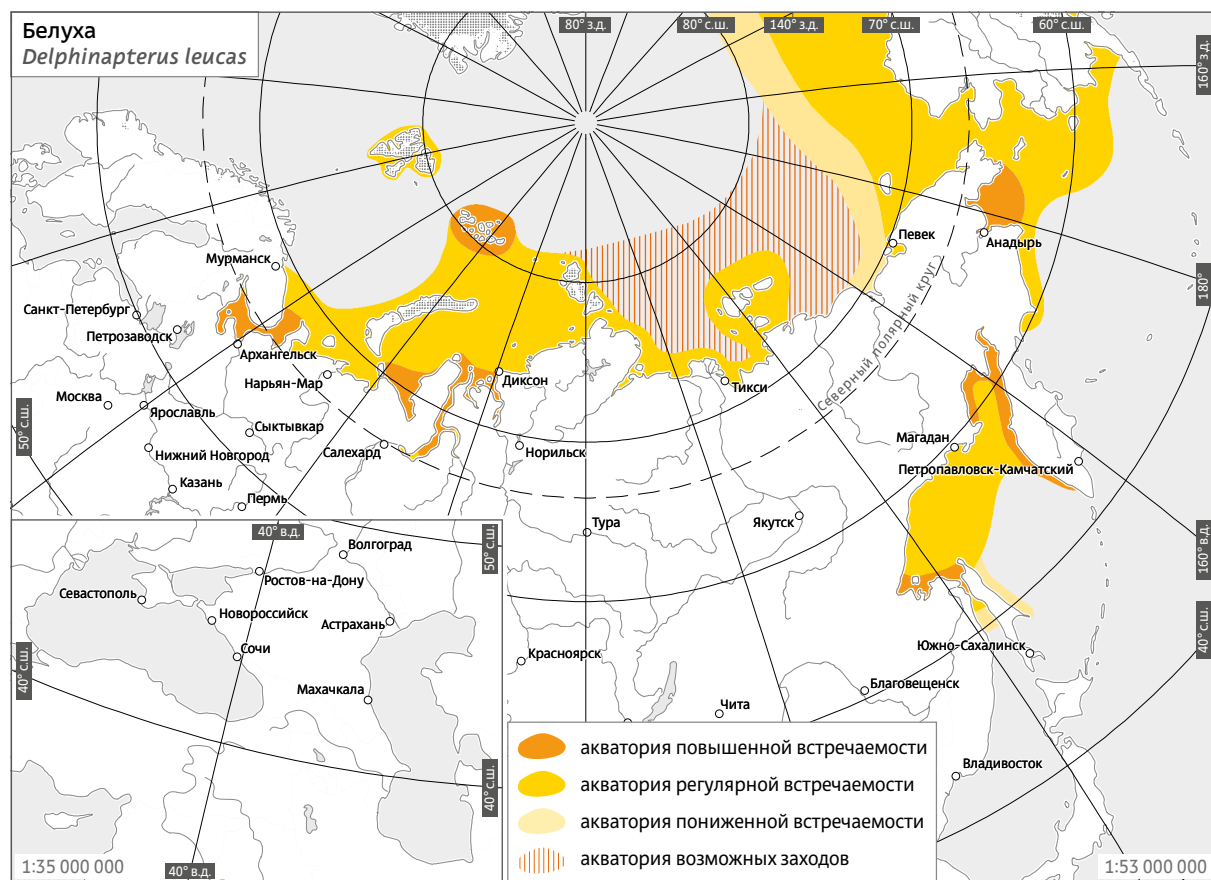 Белуха
Delphinapterus leucas
80° з.д.
80° с.ш.
140° з.д.
70° с.ш.
60° с.ш.
160° з.д.
Певек
Анадырь
180°
Мурманск
Северный полярный круг
Санкт-Петербург
Петрозаводск
Архангельск
Нарьян-Мар
Диксон
Тикси
Москва
Ярославль
50° с.ш.
Сыктывкар
Магадан
Нижний Новгород
Салехард
Норильск
Петропавловск-Камчатский
Казань
Пермь
Тура
Якутск
160° в.д.
40° в.д.
Волгоград
50° с.ш.
Ростов-на-Дону
Севастополь
Новороссийск
Астрахань
40° с.ш.
Сочи
Красноярск
Южно-Сахалинск
40° с.ш.
Махачкала
Благовещенск
Чита
акватория повышенной встречаемости
Владивосток
акватория регулярной встречаемости
40° с.ш.
акватория пониженной встречаемости
акватория возможных заходов
1:35 000 000
40° в.д.
1:53 000 000